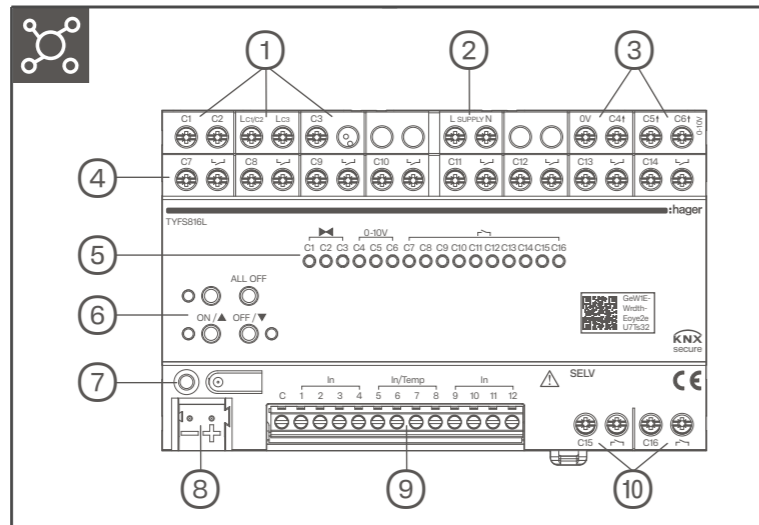 1 2 3
C1 C2 LC1/C2 LC3 C3 L SUPPLY N 0V C4 C5 C6 0-10V
4
C7 C8 C9 C10 C11 C12 C13 C14
:hager
TYFS816L
5
0-10V
C1 C2 C3 C4 C5 C6 C7 C8 C9 C10 C11 C12 C13 C14 C15 C16
6
ALL OFF
ON /▲ OFF /▼
GeW1E-
Wrdth-
Eoye2e
U7Ts32
KNX
secure
7
In In/Temp In
C 1 2 3 4 5 6 7 8 9 10 11 12
SELV
CE
C15 C16
8 9 10